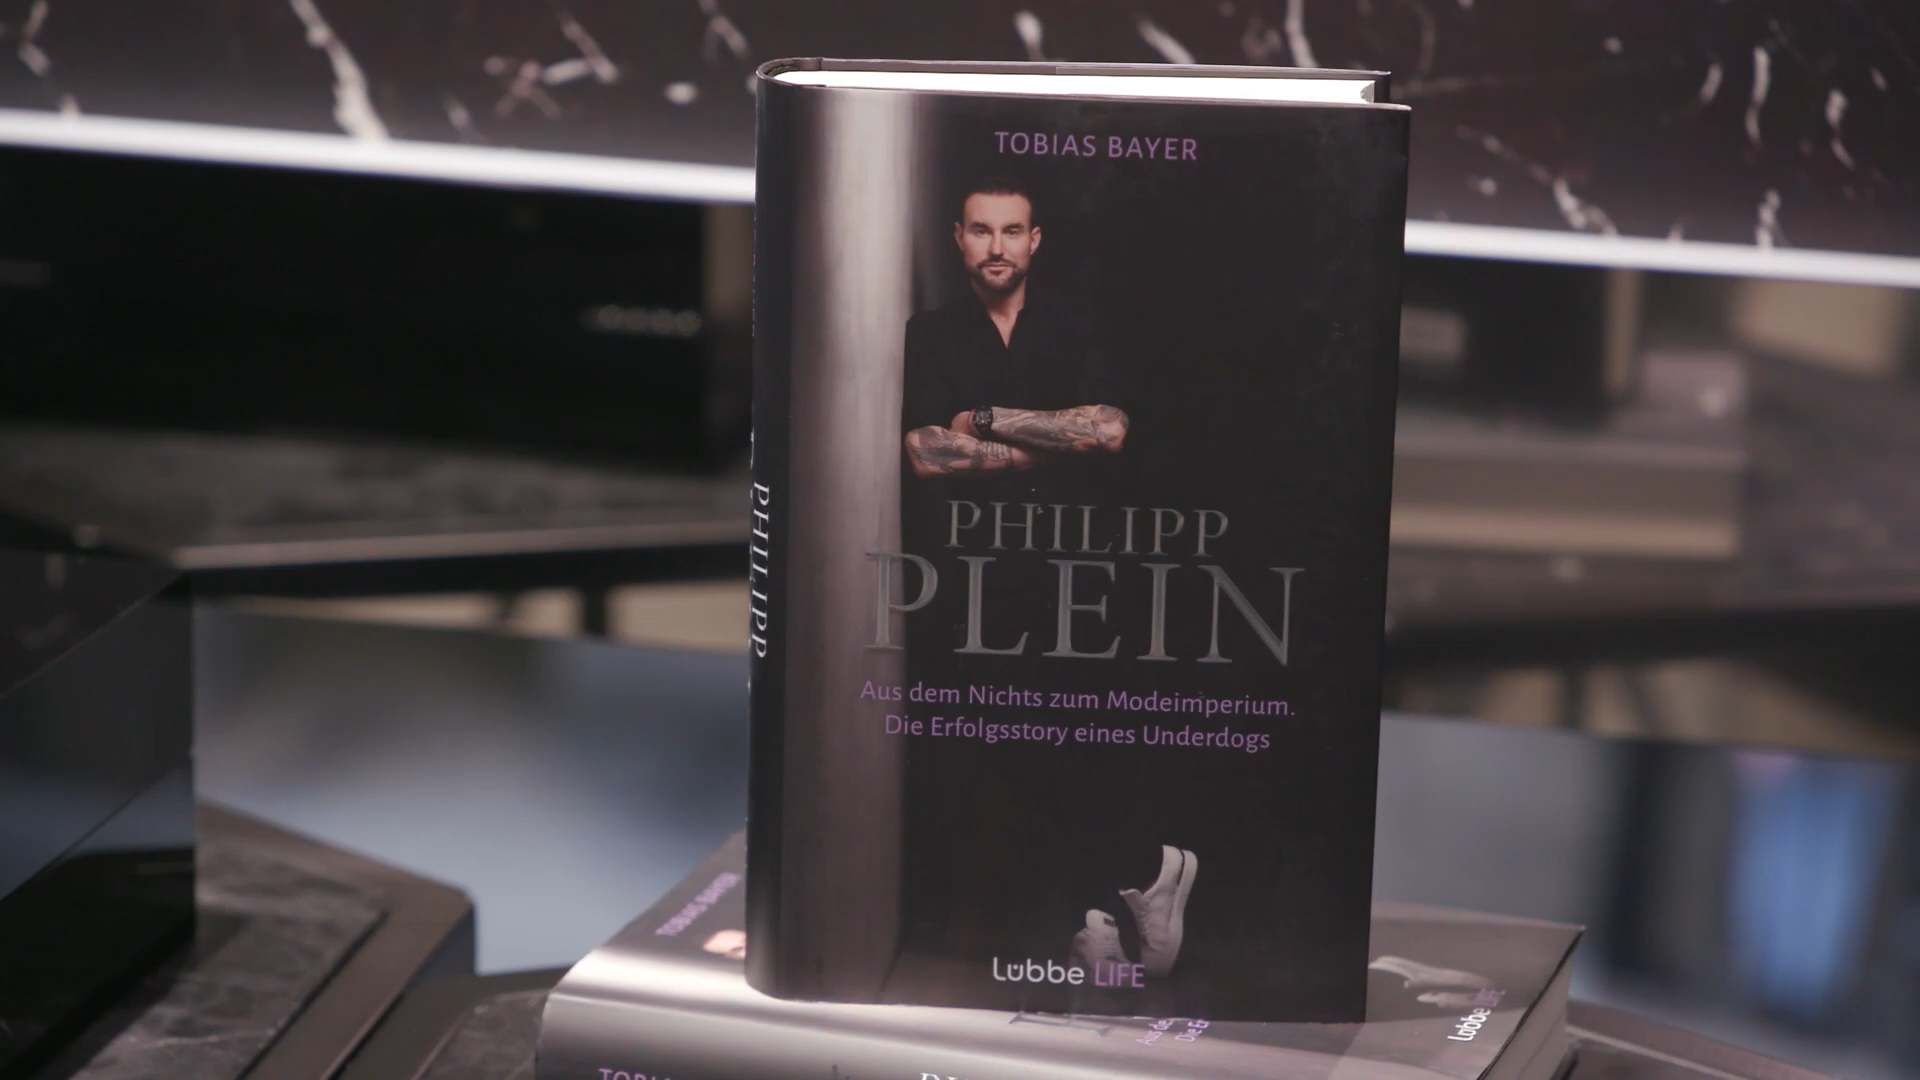 TOBIAS BAYER
PHILIPP
PLEIN
Aus dem Nichts zum Modeimperium.
Die Erfolgsstory eines Underdogs
Lübbe LIFE
PHILIPP
TOBIAS BAYER
Lübbe LIFE